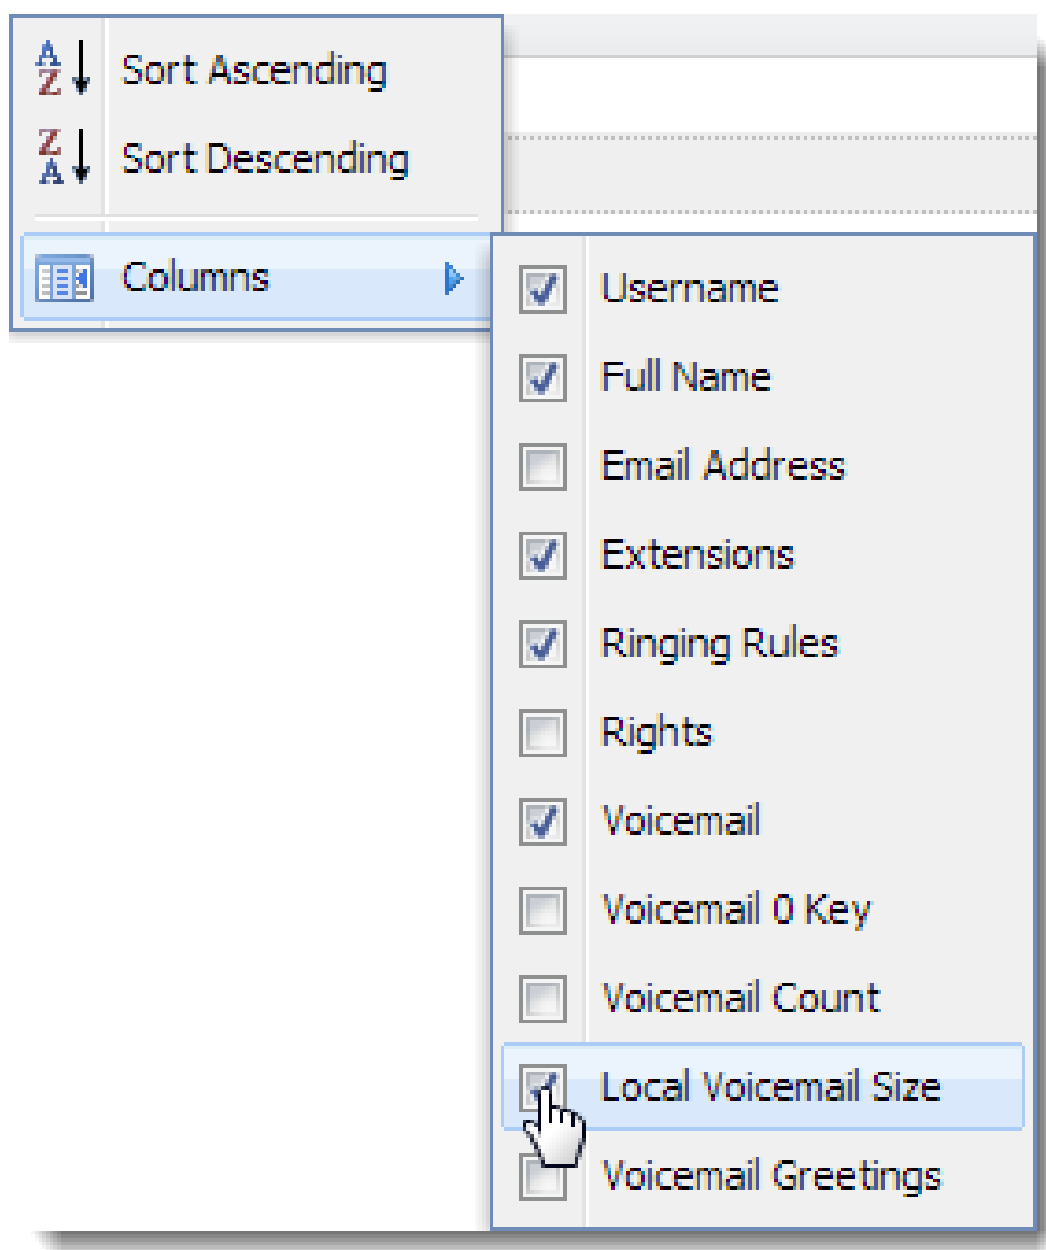 Sort Ascending
Sort Descending
Columns
Username
Full Name
Email Address
Extensions
Ringing Rules
Rights
Voicemail
Voicemail 0 Key
Voicemail Count
Local Voicemail Size
Voicemail Greetings